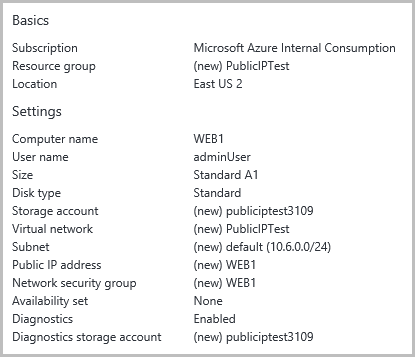 Basics
Subscription Microsoft Azure Internal Consumption
Resource group (new) PublicIPTest
Location East US 2
Settings
Computer name WEB1
User name adminUser
Size Standard A1
Disk type Standard
Storage account (new) publiciptest3109
Virtual network (new) PublicIPTest
Subnet (new) default (10.6.0.0/24)
Public IP address (new) WEB1
Network security group (new) WEB1
Availability set None
Diagnostics Enabled
Diagnostics storage account (new) publiciptest3109